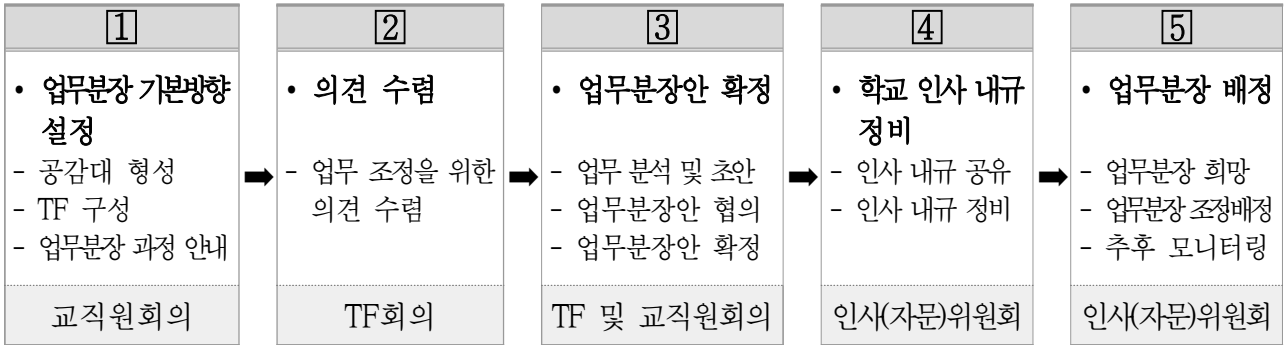 1
• 업무분장 기본방향
설정
- 공감대 형성
- TF 구성
- 업무분장 과정 안내
교직원회의
➡
2
• 의견 수렴
- 업무 조정을 위한
의견 수렴
TF회의
➡
3
• 업무분장안 확정
- 업무 분석 및 초안
- 업무분장안 협의
- 업무분장안 확정
TF 및 교직원회의
➡
4
• 학교 인사 내규
정비
- 인사 내규 공유
- 인사 내규 정비
인사(자문)위원회
➡
5
• 업무분장 배정
- 업무분장 희망
- 업무분장 조정배정
- 추후 모니터링
인사(자문)위원회